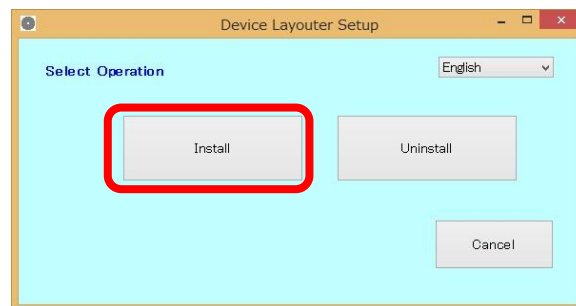 Device Layouter Setup
Select Operation
English
Install
Uninstall
Cancel